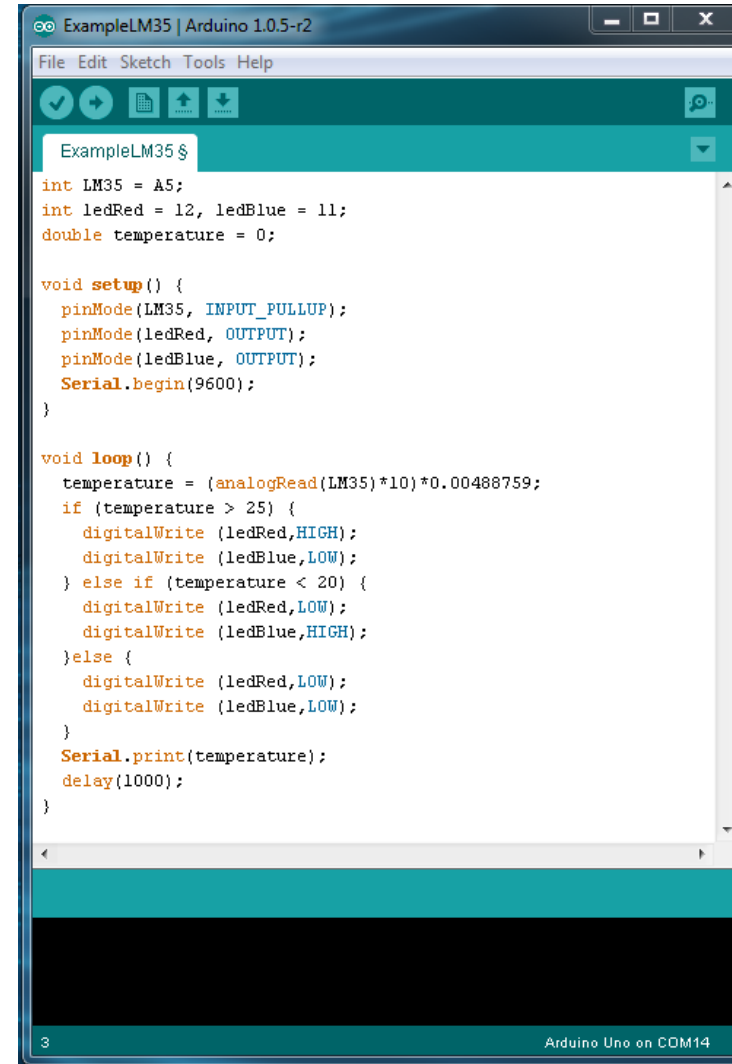 ExampleLM35 | Arduino 1.0.5-r2
File Edit Sketch Tools Help
ExampleLM35 §
int LM35 = A5;
int ledRed = 12, ledBlue = 11;
double temperature = 0;

void setup() {
  pinMode(LM35, INPUT_PULLUP);
  pinMode(ledRed, OUTPUT);
  pinMode(ledBlue, OUTPUT);
  Serial.begin(9600);
}

void loop() {
  temperature = (analogRead(LM35)*10)*0.00488759;
  if (temperature > 25) {
    digitalWrite (ledRed,HIGH);
    digitalWrite (ledBlue,LOW);
  } else if (temperature < 20) {
    digitalWrite (ledRed,LOW);
    digitalWrite (ledBlue,HIGH);
  }else {
    digitalWrite (ledRed,LOW);
    digitalWrite (ledBlue,LOW);
  }
  Serial.print(temperature);
  delay(1000);
}
3 Arduino Uno on COM14